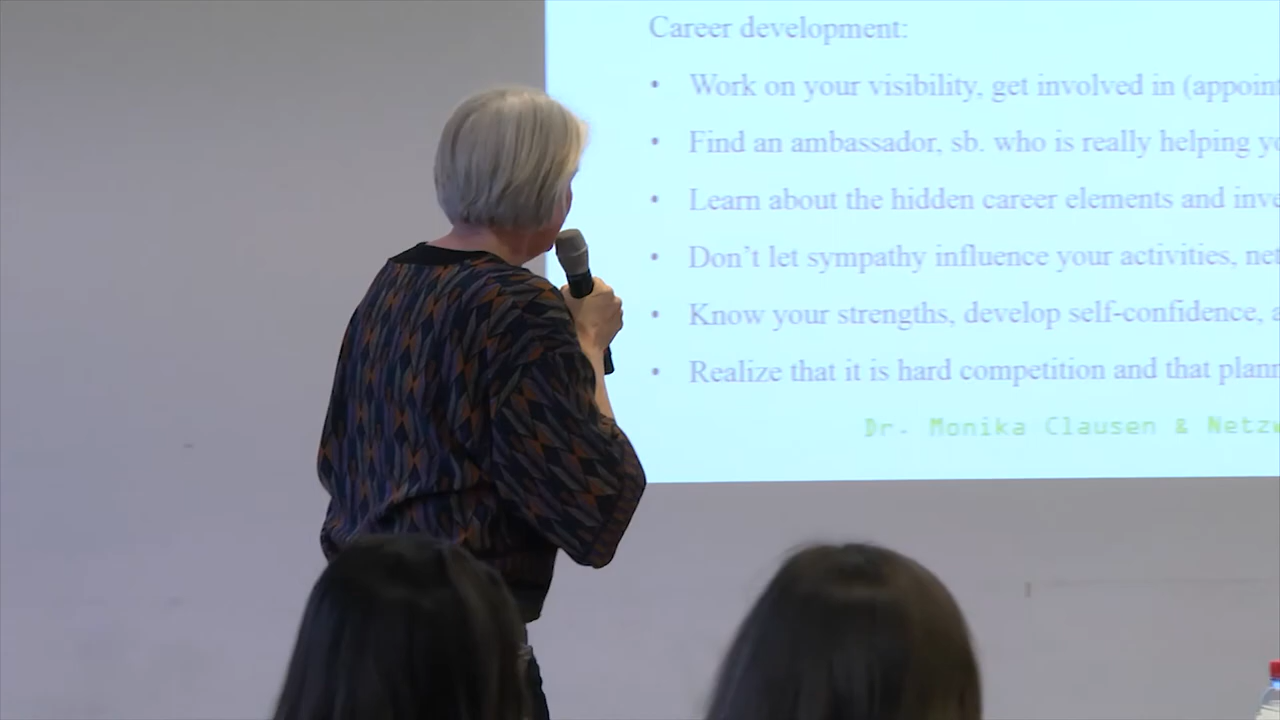 Career development:
• Work on your visibility, get involved in (appoint
• Find an ambassador, sb. who is really helping yo
• Learn about the hidden career elements and inve
• Don't let sympathy influence your activities, net
• Know your strengths, develop self-confidence, a
• Realize that it is hard competition and that plann
Dr. Monika Clausen & Netzw